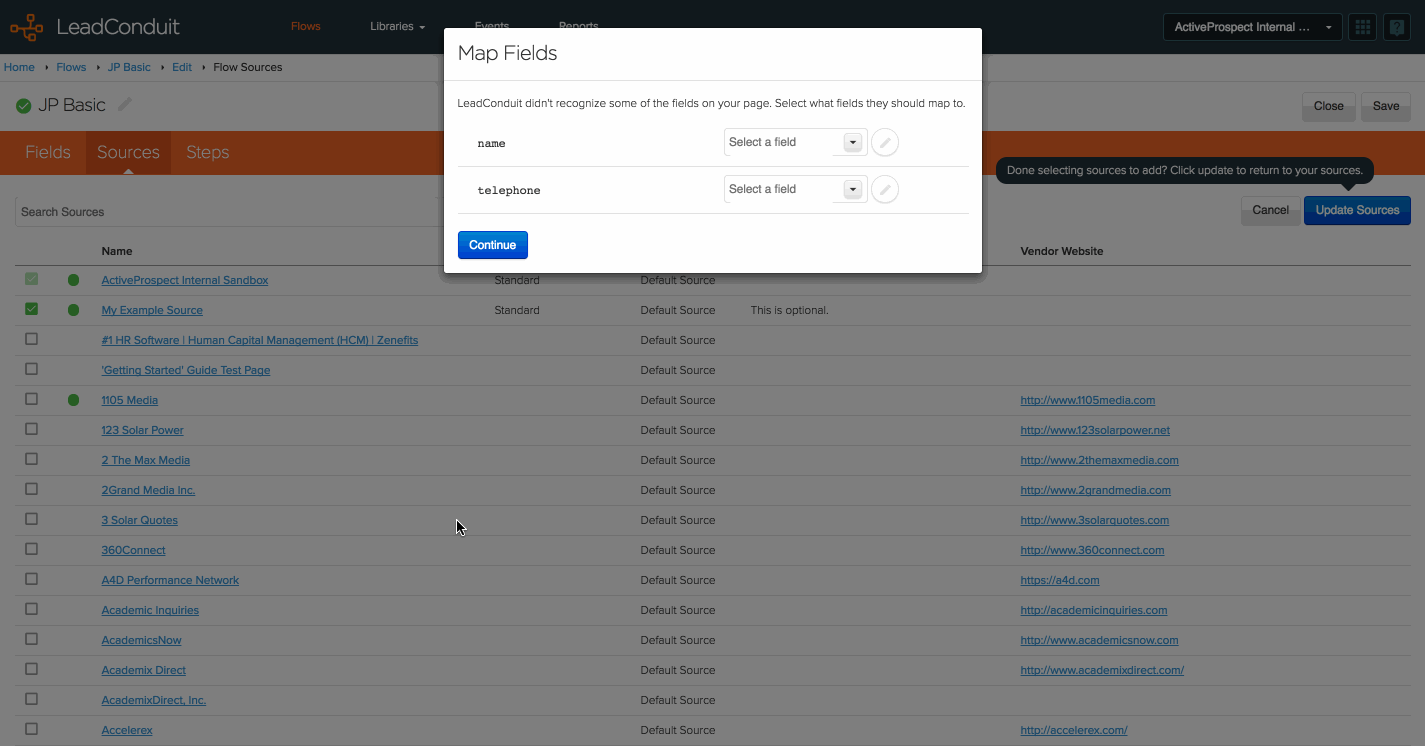 LeadConduit
Flows
Libraries
Events
Reports
ActiveProspect Internal ...
Home
Flows
JP Basic
Edit
Flow Sources
JP Basic
Close
Save
Map Fields
LeadConduit didn't recognize some of the fields on your page. Select what fields they should map to.
name
Select a field
telephone
Select a field
Continue
Fields
Sources
Steps
Done selecting sources to add? Click update to return to your sources.
Search Sources
Cancel
Update Sources
Name
Vendor Website
ActiveProspect Internal Sandbox Standard Default Source
My Example Source Standard Default Source This is optional.
#1 HR Software | Human Capital Management (HCM) | Zenefits Default Source
'Getting Started' Guide Test Page Default Source
1105 Media Default Source http://www.1105media.com
123 Solar Power Default Source http://www.123solarpower.net
2 The Max Media Default Source http://www.2themaxmedia.com
2Grand Media Inc. Default Source http://www.2grandmedia.com
3 Solar Quotes Default Source http://www.3solarquotes.com
360Connect Default Source http://www.360connect.com
A4D Performance Network Default Source https://a4d.com
Academic Inquiries Default Source http://academicinquiries.com
AcademicsNow Default Source http://www.academicsnow.com
Academix Direct Default Source http://www.academixdirect.com/
AcademixDirect, Inc. Default Source
Accelerex Default Source http://accelerex.com/